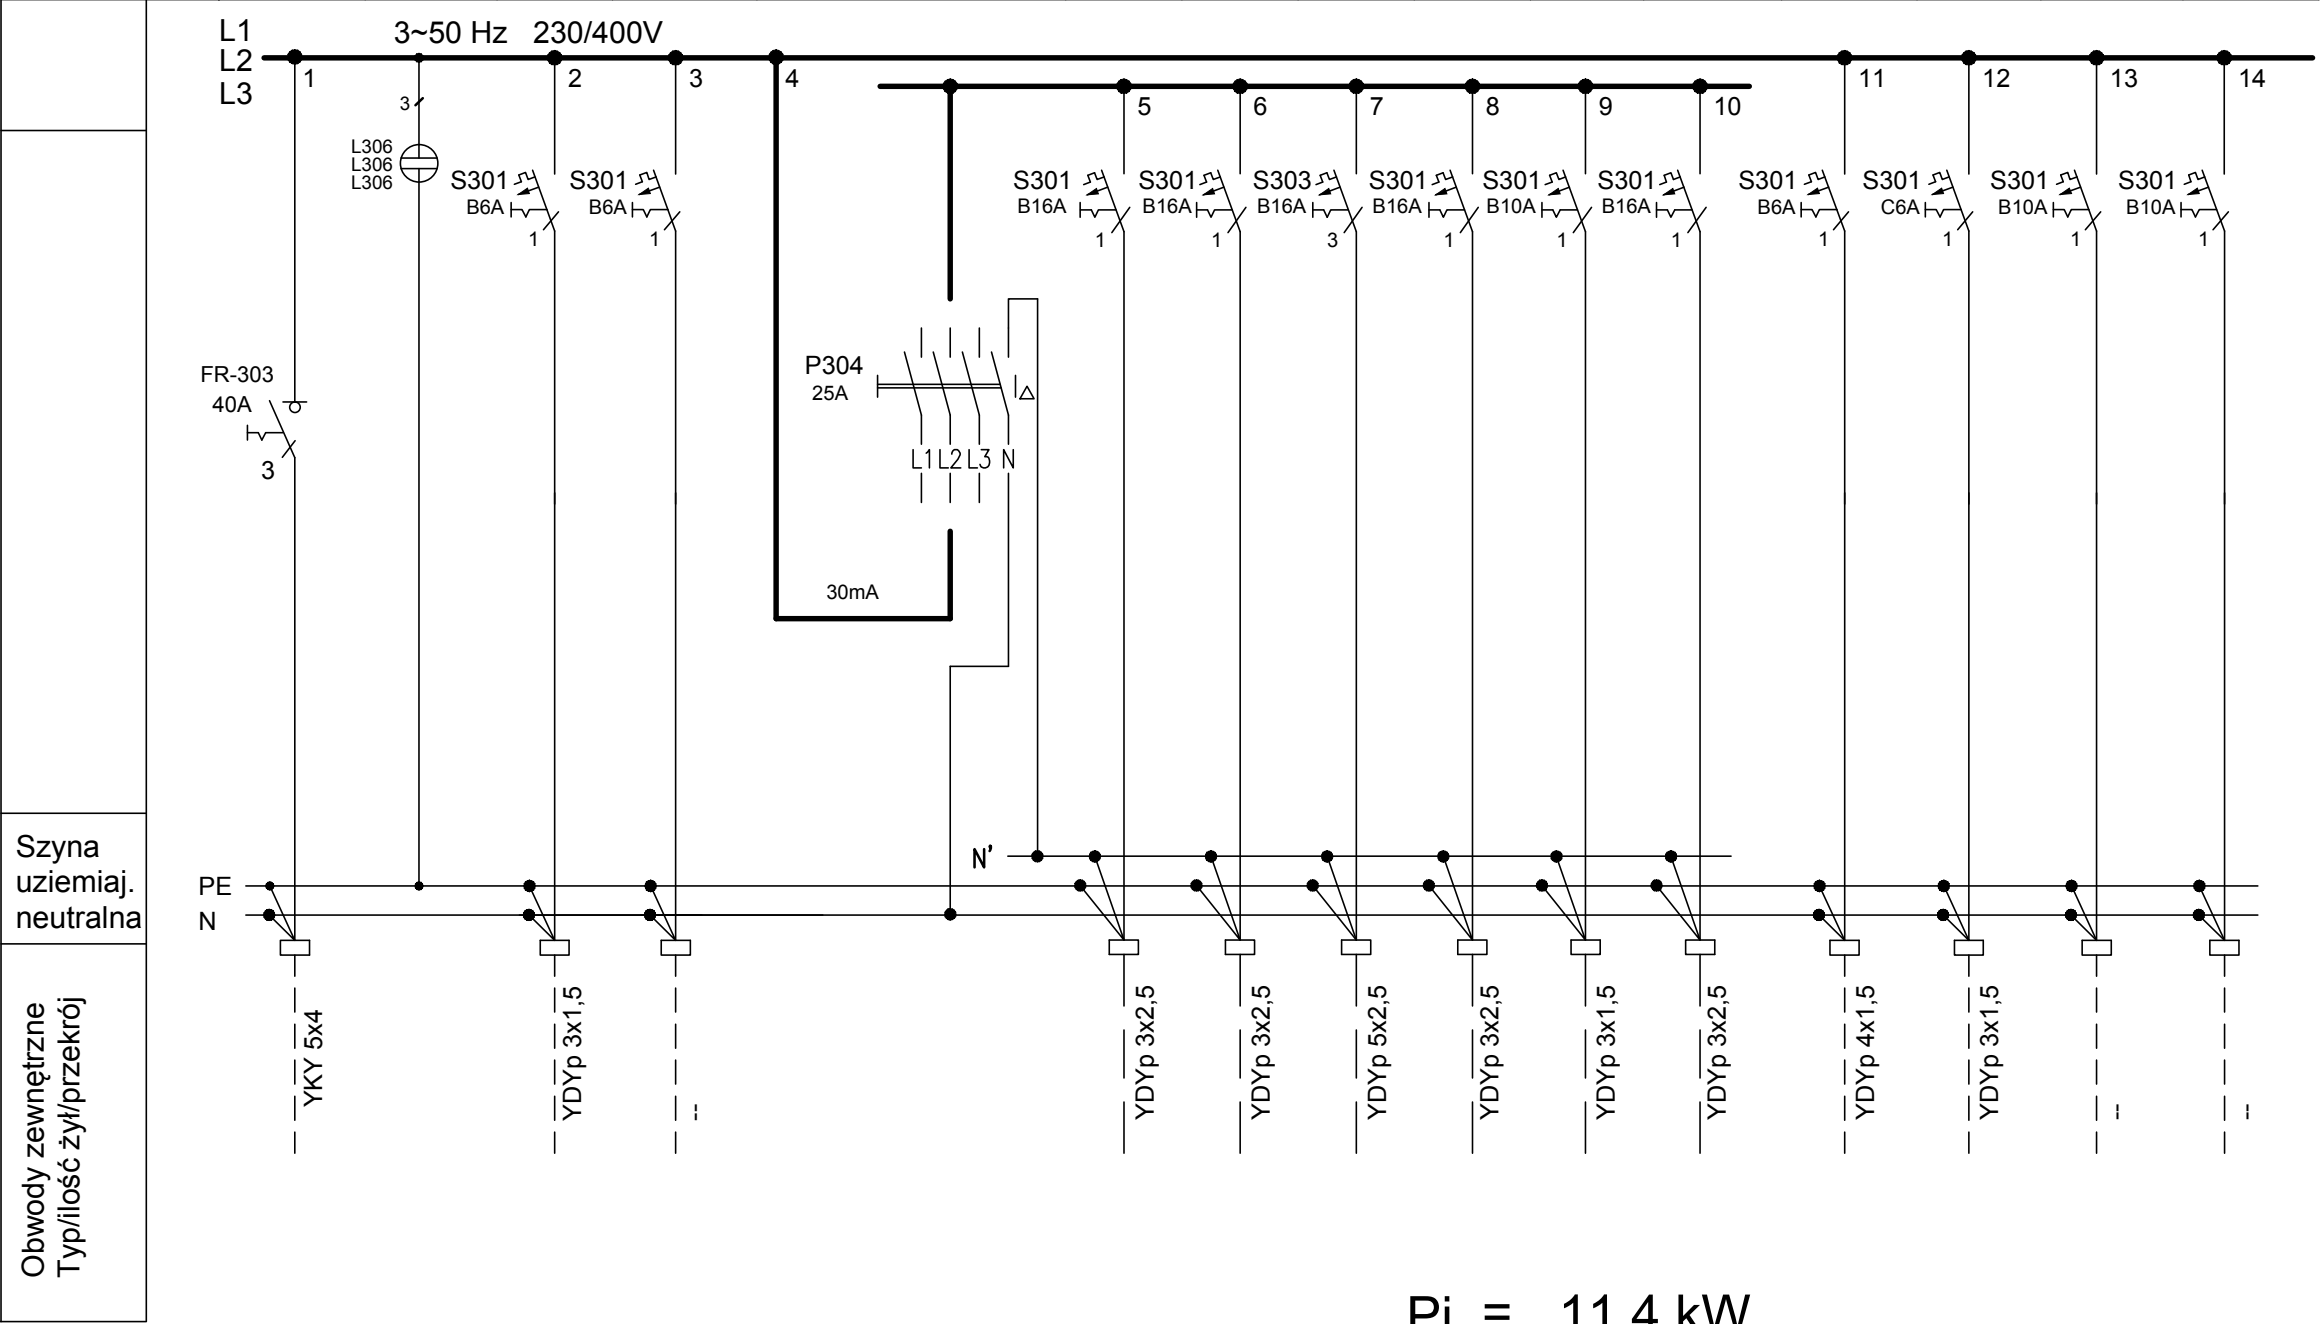 L1
L2
L3
3~50 Hz 230/400V
1
2
3
4
11
12
13
14
5
6
7
8
9
10
3
L306
L306
L306
S301
B6A
1
S301
B6A
1
S301
B16A
1
S301
B16A
1
S303
B16A
3
S301
B16A
1
S301
B10A
1
S301
B16A
1
S301
B6A
1
S301
C6A
1
S301
B10A
1
S301
B10A
1
FR-303
40A
3
P304
25A
L1 L2 L3 N
30mA
Szyna
uziemiaj.
neutralna
N'
PE
N
Obwody zewnętrzne
Typ/ilość żył/przekrój
YKY 5x4
YDYp 3x1,5
--
YDYp 3x2,5
YDYp 3x2,5
YDYp 5x2,5
YDYp 3x2,5
YDYp 3x1,5
YDYp 3x2,5
YDYp 4x1,5
YDYp 3x1,5
--
--
Pi = 11,4 kW